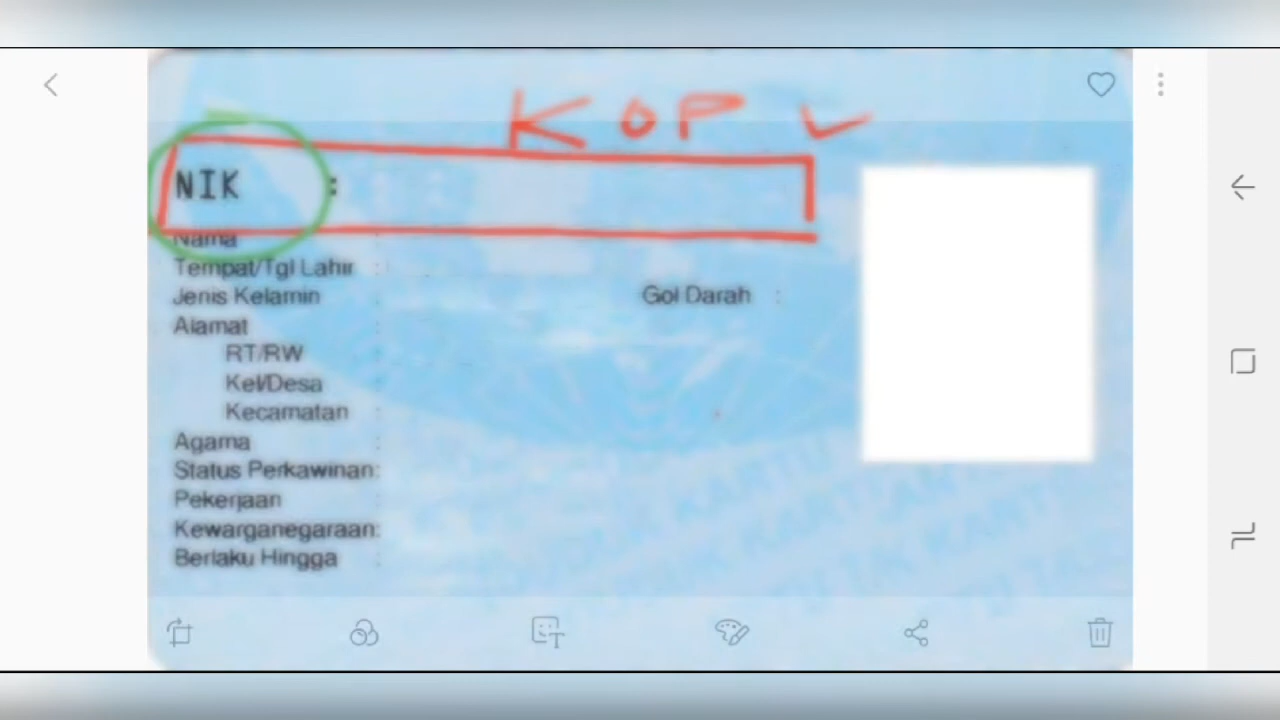 KOP ✓
NIK :
Nama
Tempat/Tgl Lahir :
Jenis Kelamin : Gol Darah :
Alamat :
RT/RW :
Kel/Desa :
Kecamatan :
Agama :
Status Perkawinan:
Pekerjaan :
Kewarganegaraan:
Berlaku Hingga :